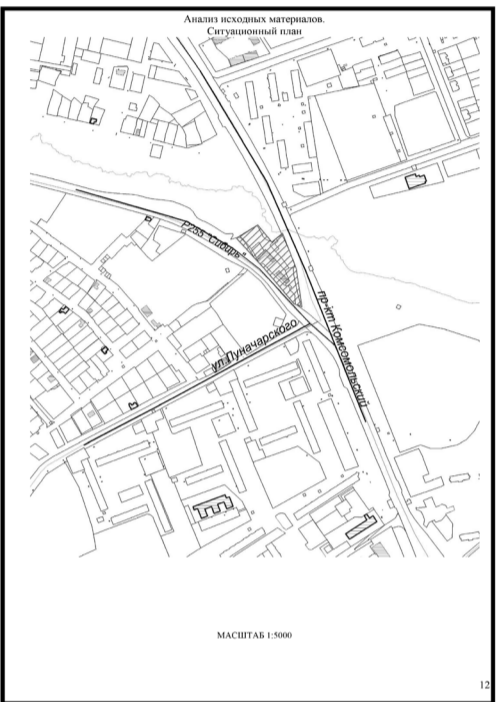 Анализ исходных материалов.
Ситуационный план
Р255 "Сибирь"
пр-кт Комсомольский
ул.Луначарского
МАСШТАБ 1:5000
12